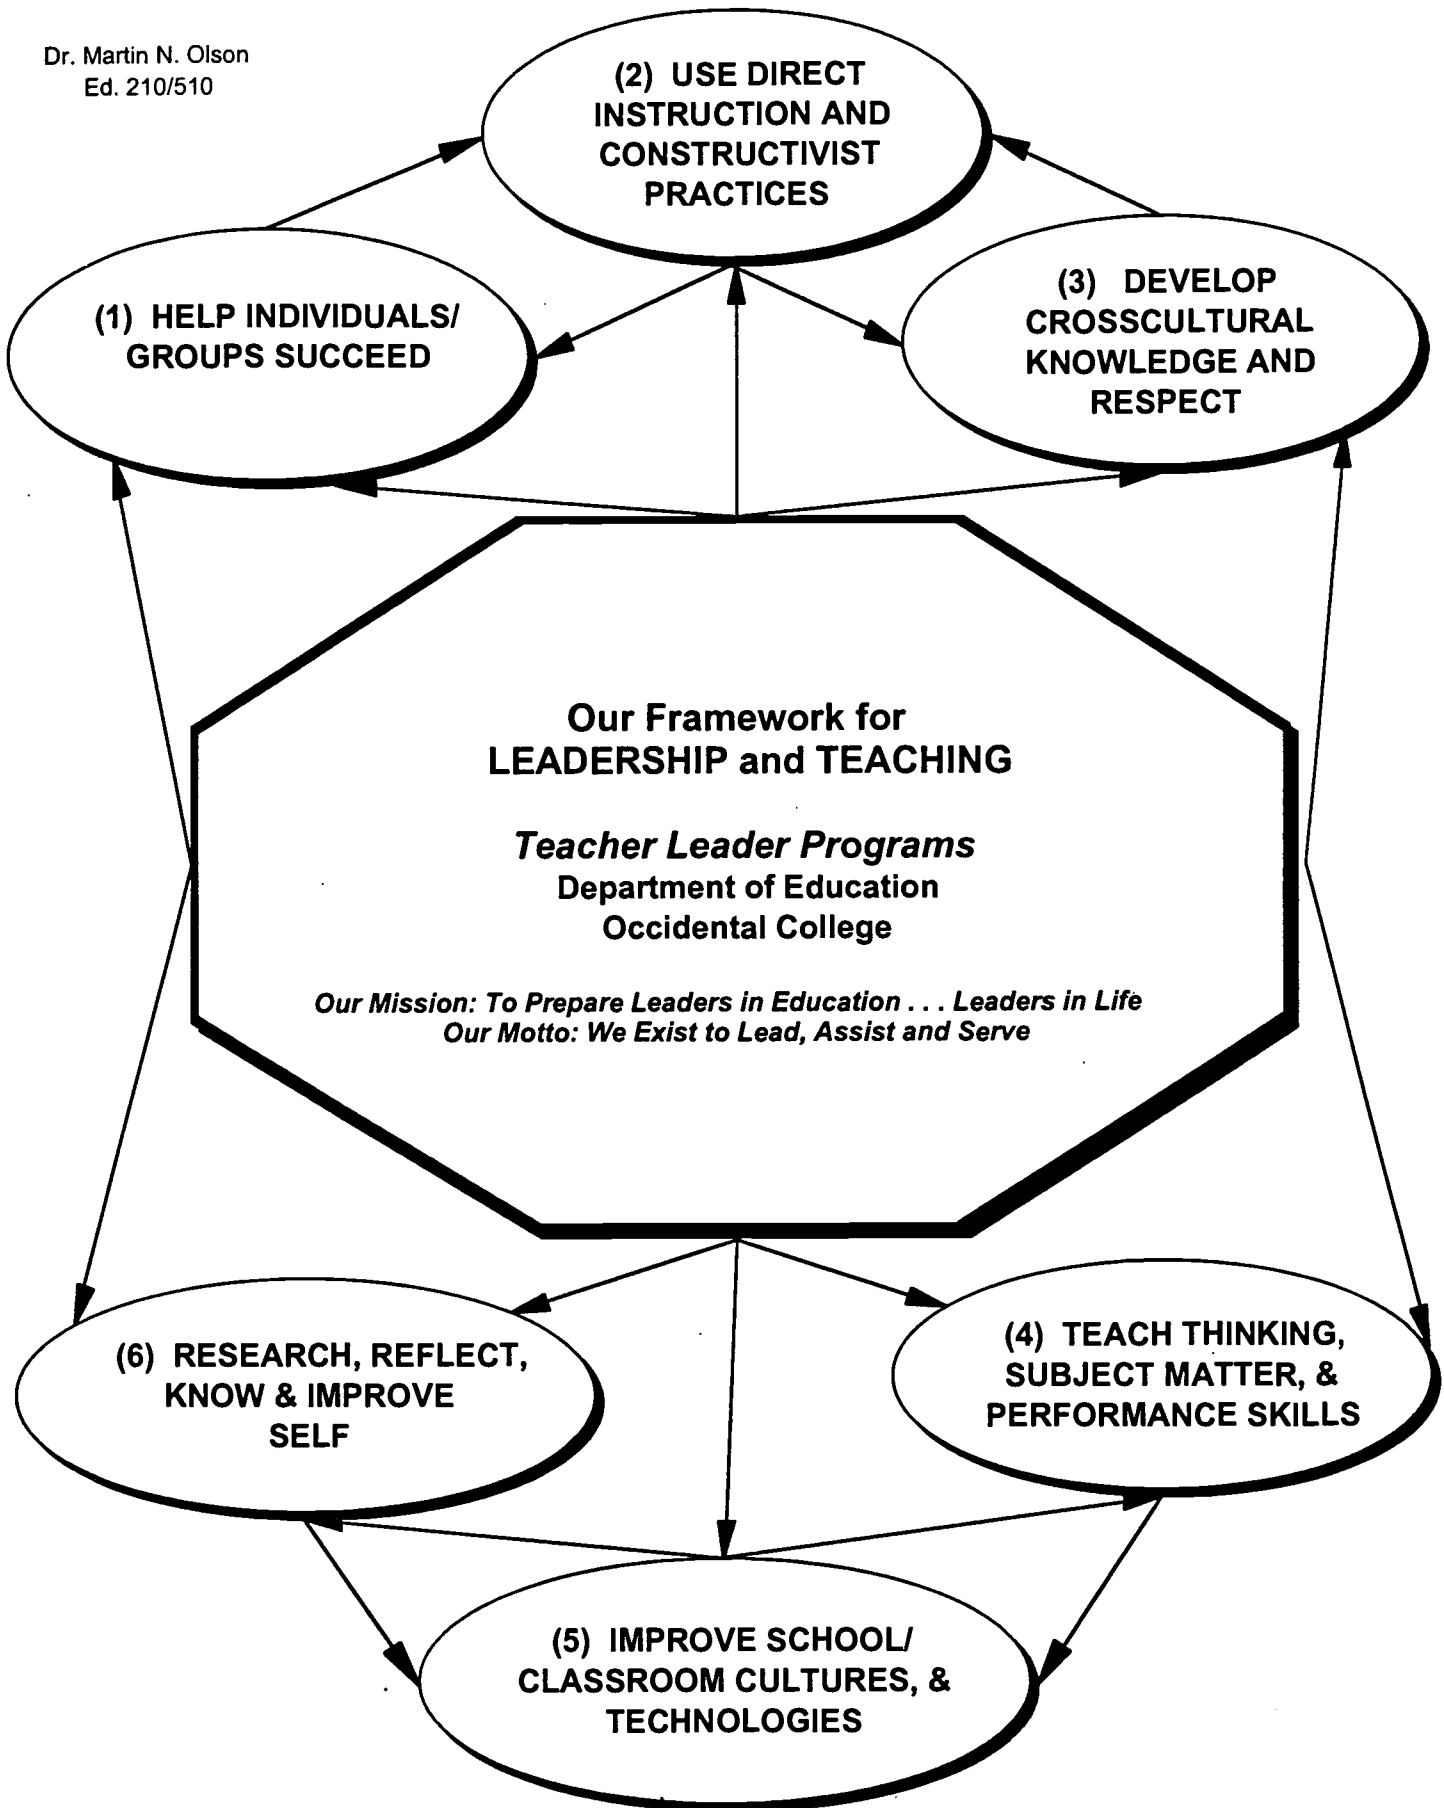 Dr. Martin N. Olson
Ed. 210/510
(2) USE DIRECT
INSTRUCTION AND
CONSTRUCTIVIST
PRACTICES
(1) HELP INDIVIDUALS/
GROUPS SUCCEED
(3) DEVELOP
CROSSCULTURAL
KNOWLEDGE AND
RESPECT
Our Framework for
LEADERSHIP and TEACHING
Teacher Leader Programs
Department of Education
Occidental College
Our Mission: To Prepare Leaders in Education . . . Leaders in Life
Our Motto: We Exist to Lead, Assist and Serve
(6) RESEARCH, REFLECT,
KNOW & IMPROVE
SELF
(4) TEACH THINKING,
SUBJECT MATTER, &
PERFORMANCE SKILLS
(5) IMPROVE SCHOOL/
CLASSROOM CULTURES, &
TECHNOLOGIES